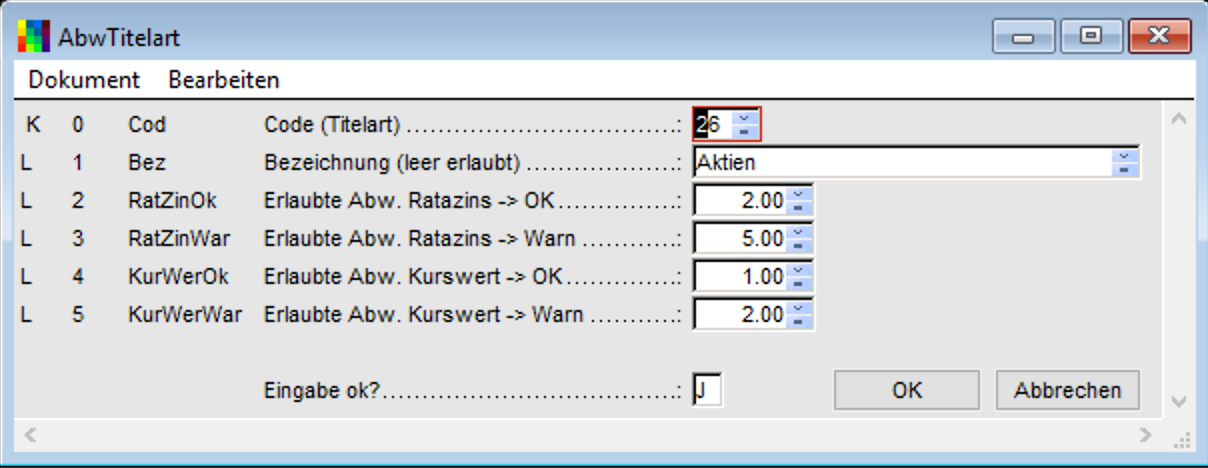 AbwTitelart
Dokument Bearbeiten
K 0 Cod Code (Titelart) ................................: 26
L 1 Bez Bezeichnung (leer erlaubt) ..................: Aktien
L 2 RatZinOk Erlaubte Abw. Ratazins -> OK..............: 2.00
L 3 RatZinWar Erlaubte Abw. Ratazins -> Warn ...........: 5.00
L 4 KurWerOk Erlaubte Abw. Kurswert -> OK.............: 1.00
L 5 KurWerWar Erlaubte Abw. Kurswert -> Warn ..........: 2.00
Eingabe ok?...................................: J OK Abbrechen